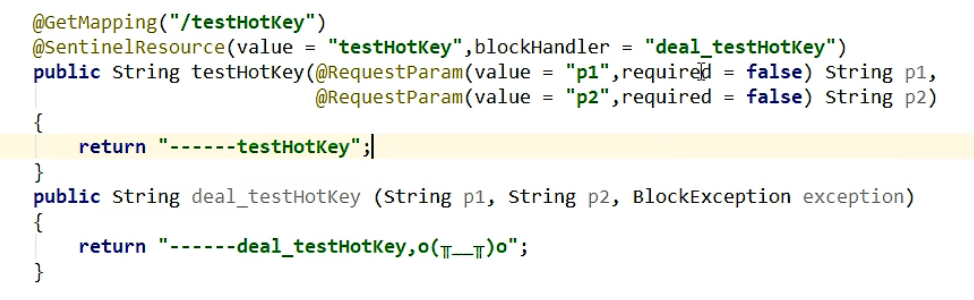 @GetMapping("/testHotKey")
@SentinelResource(value = "testHotKey",blockHandler = "deal_testHotKey")
public String testHotKey(@RequestParam(value = "p1",required = false) String p1,
                         @RequestParam(value = "p2",required = false) String p2)
{
    return "------testHotKey";
}
public String deal_testHotKey (String p1, String p2, BlockException exception)
{
    return "------deal_testHotKey,o(╥﹏╥)o";
}